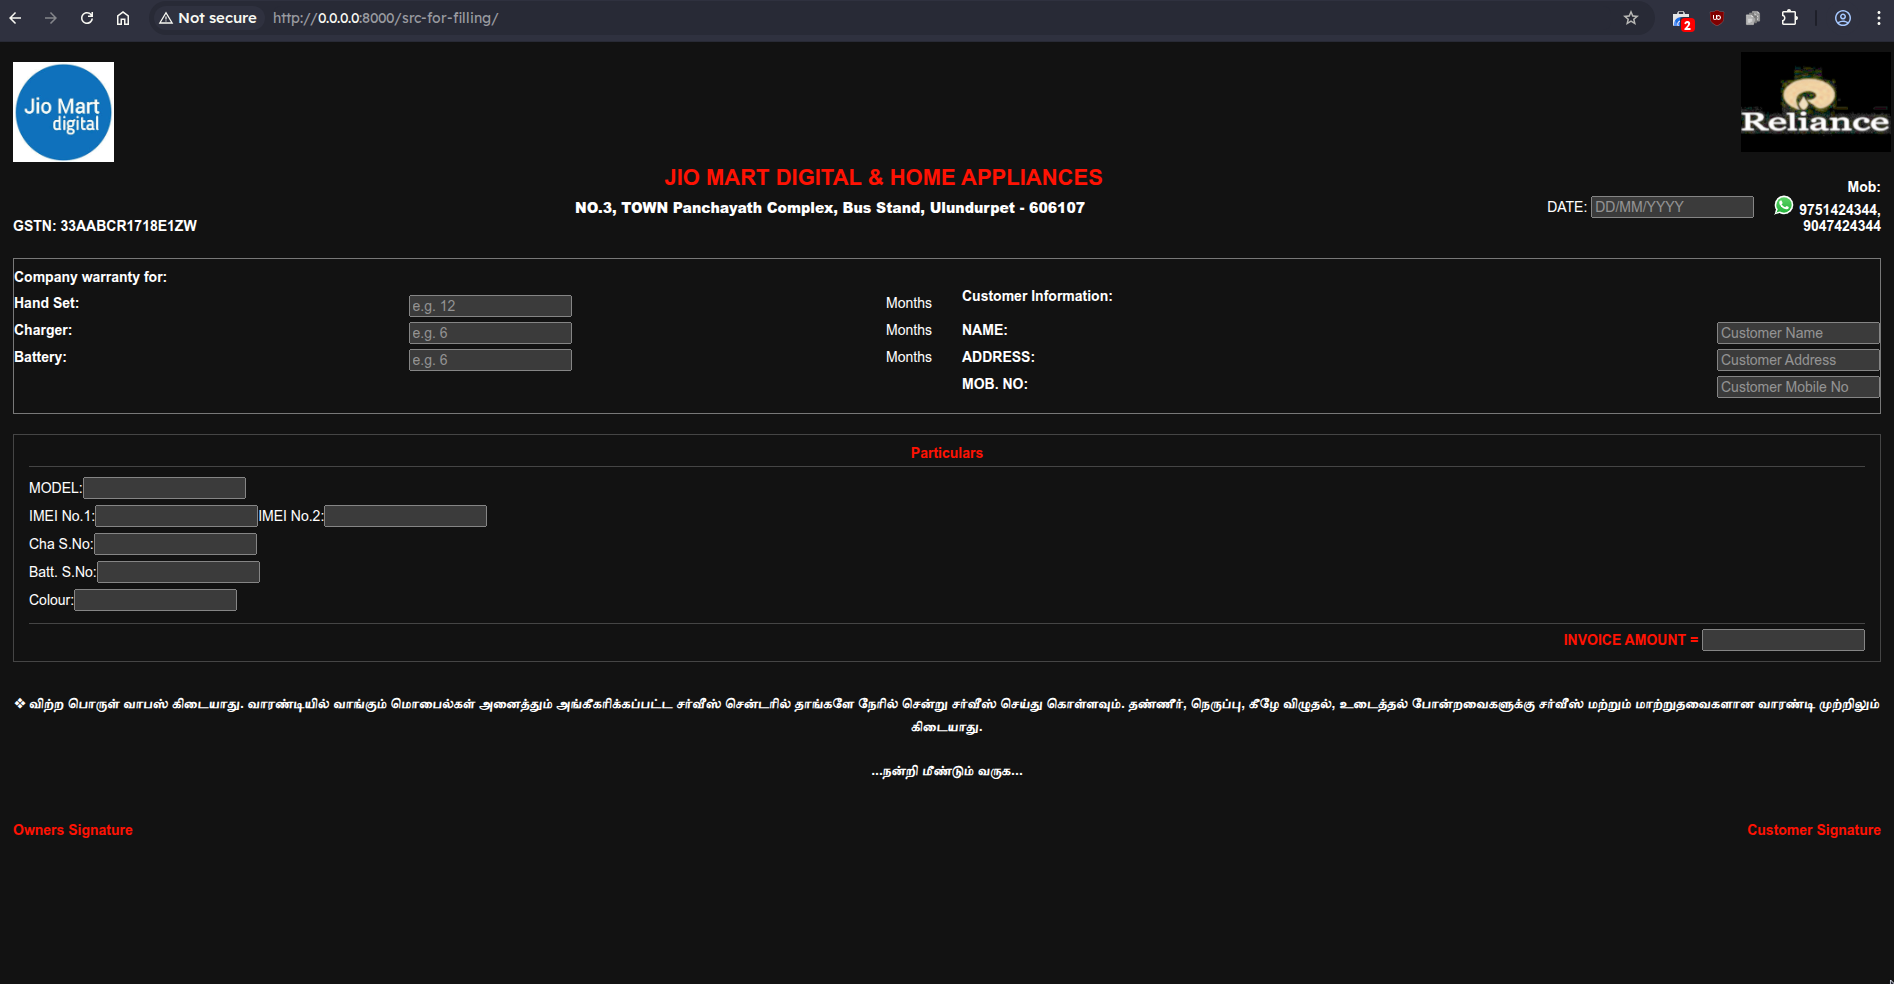 Not secure http://0.0.0.0:8000/src-for-filling/
2
Jio Mart
digital
Reliance
JIO MART DIGITAL & HOME APPLIANCES
NO.3, TOWN Panchayath Complex, Bus Stand, Ulundurpet - 606107
GSTN: 33AABCR1718E1ZW
DATE: DD/MM/YYYY
Mob:
9751424344,
9047424344
Company warranty for:
Hand Set: e.g. 12 Months
Charger: e.g. 6 Months
Battery: e.g. 6 Months
Customer Information:
NAME: Customer Name
ADDRESS: Customer Address
MOB. NO: Customer Mobile No
Particulars
MODEL:
IMEI No.1: IMEI No.2:
Cha S.No:
Batt. S.No:
Colour:
INVOICE AMOUNT =
❖ விற்ற பொருள் வாபஸ் கிடையாது. வாரண்டியில் வாங்கும் மொபைல்கள் அனைத்தும் அங்கீகரிக்கப்பட்ட சர்வீஸ் சென்டரில் தாங்களே நேரில் சென்று சர்வீஸ் செய்து கொள்ளவும். தண்ணீர், நெருப்பு, கீழே விழுதல், உடைத்தல் போன்றவைகளுக்கு சர்வீஸ் மற்றும் மாற்றுதவைகளான வாரண்டி முற்றிலும்
கிடையாது.
...நன்றி மீண்டும் வருக...
Owners Signature
Customer Signature